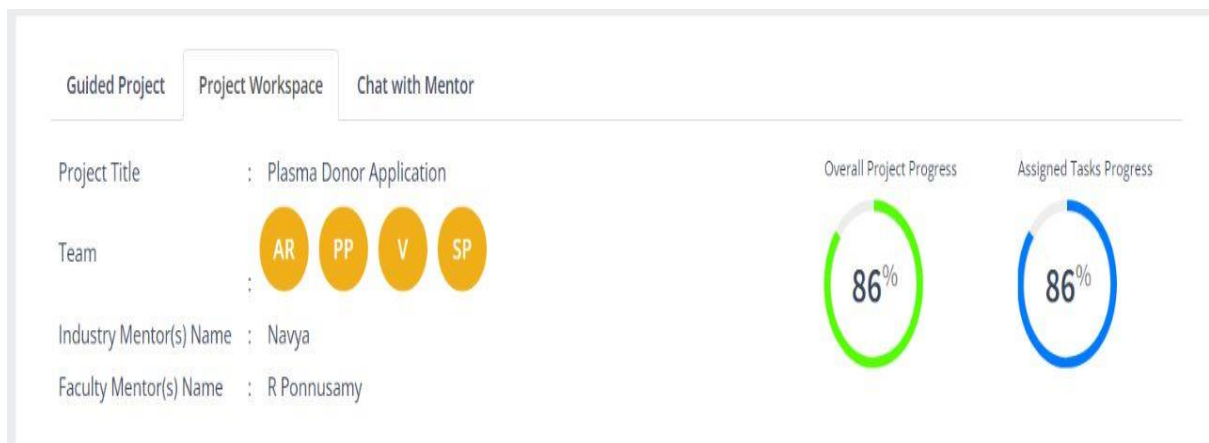 Guided Project Project Workspace Chat with Mentor
Project Title : Plasma Donor Application
Overall Project Progress Assigned Tasks Progress
Team : AR PP V SP
86% 86%
Industry Mentor(s) Name : Navya
Faculty Mentor(s) Name : R Ponnusamy